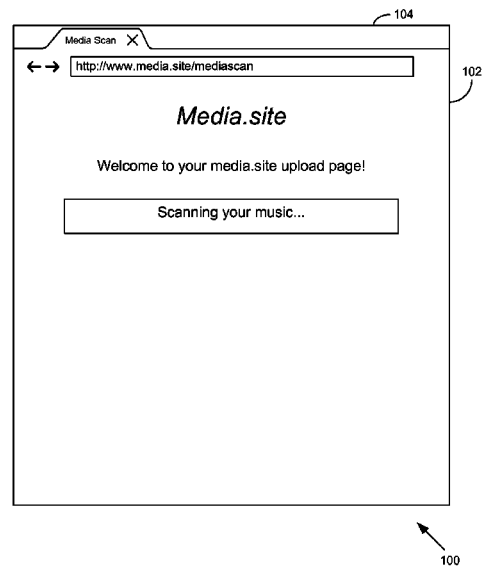 104
Media Scan
http://www.media.site/mediascan
102
Media.site
Welcome to your media.site upload page!
Scanning your music...
100